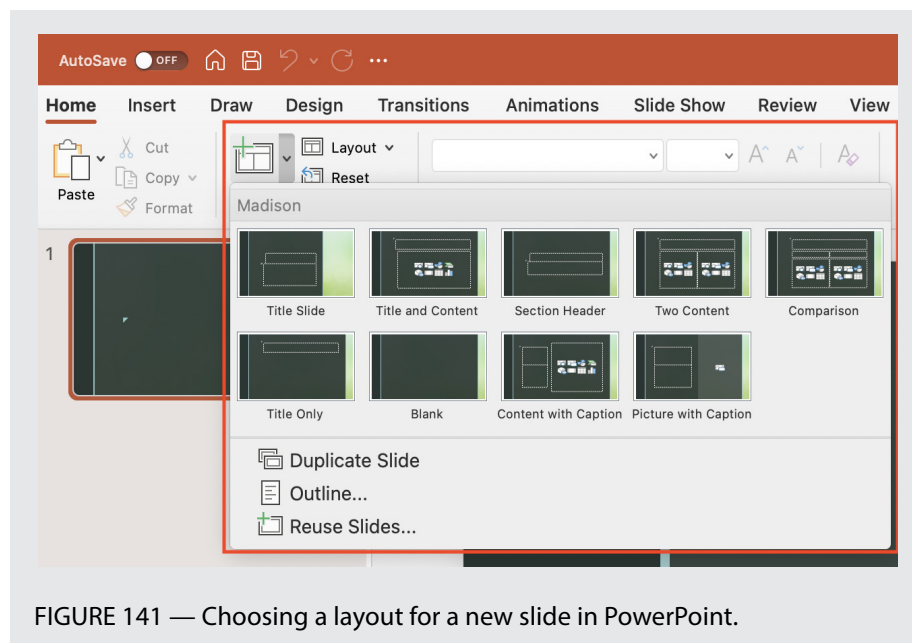 AutoSave OFF
Home Insert Draw Design Transitions Animations Slide Show Review View
Paste
Cut
Copy
Format
Layout
Reset
Madison
Title Slide Title and Content Section Header Two Content Comparison
Title Only Blank Content with Caption Picture with Caption
Duplicate Slide
Outline...
Reuse Slides...
1
FIGURE 141 — Choosing a layout for a new slide in PowerPoint.